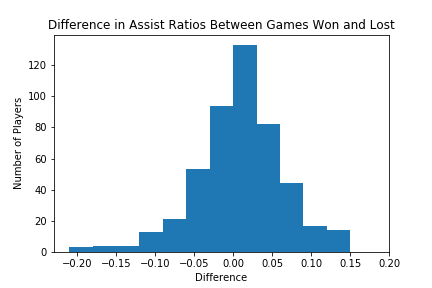 Difference in Assist Ratios Between Games Won and Lost
Number of Players
120
100
80
60
40
20
0
−0.20 −0.15 −0.10 −0.05 0.00 0.05 0.10 0.15 0.20
Difference